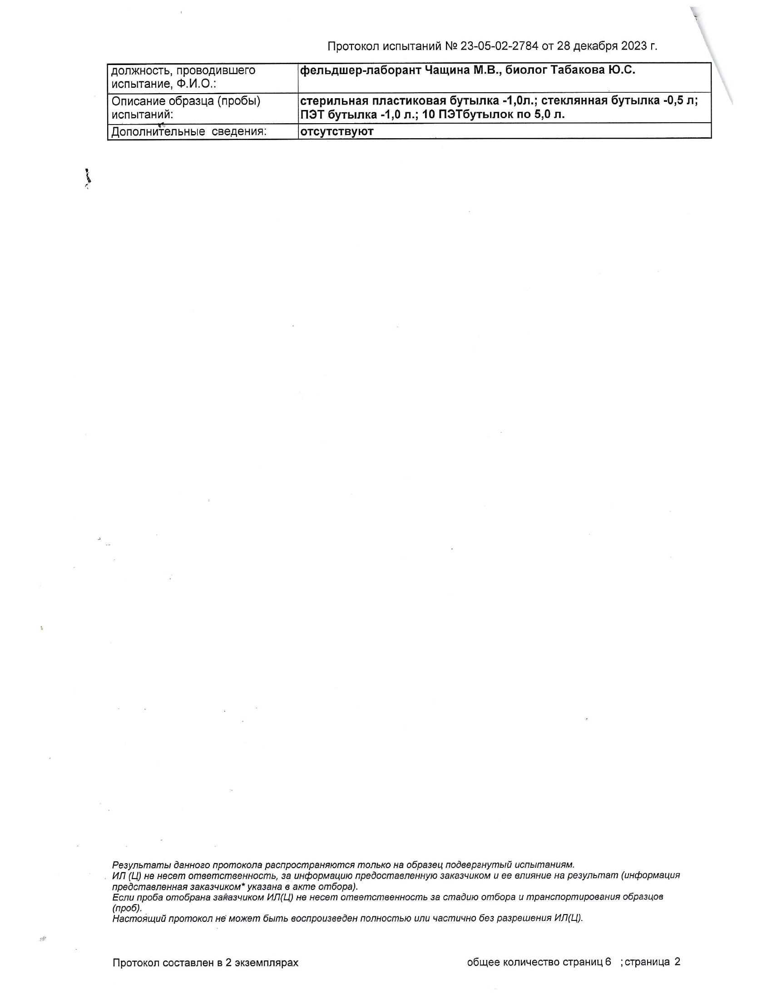 Протокол испытаний № 23-05-02-2784 от 28 декабря 2023 г.
должность, проводившего
испытание, Ф.И.О.:
фельдшер-лаборант Чащина М.В., биолог Табакова Ю.С.
Описание образца (пробы)
испытаний:
стерильная пластиковая бутылка -1,0л.; стеклянная бутылка -0,5 л;
ПЭТ бутылка -1,0 л.; 10 ПЭТбутылок по 5,0 л.
Дополнительные сведения:
отсутствуют
Результаты данного протокола распространяются только на образец подвергнутый испытаниям.
ИЛ (Ц) не несет ответственность, за информацию предоставленную заказчиком и ее влияние на результат (информация
представленная заказчиком* указана в акте отбора).
Если проба отобрана заказчиком ИЛ(Ц) не несет ответственность за стадию отбора и транспортирования образцов
(проб).
Настоящий протокол не может быть воспроизведен полностью или частично без разрешения ИЛ(Ц).
Протокол составлен в 2 экземплярах
общее количество страниц 6 ; страница 2